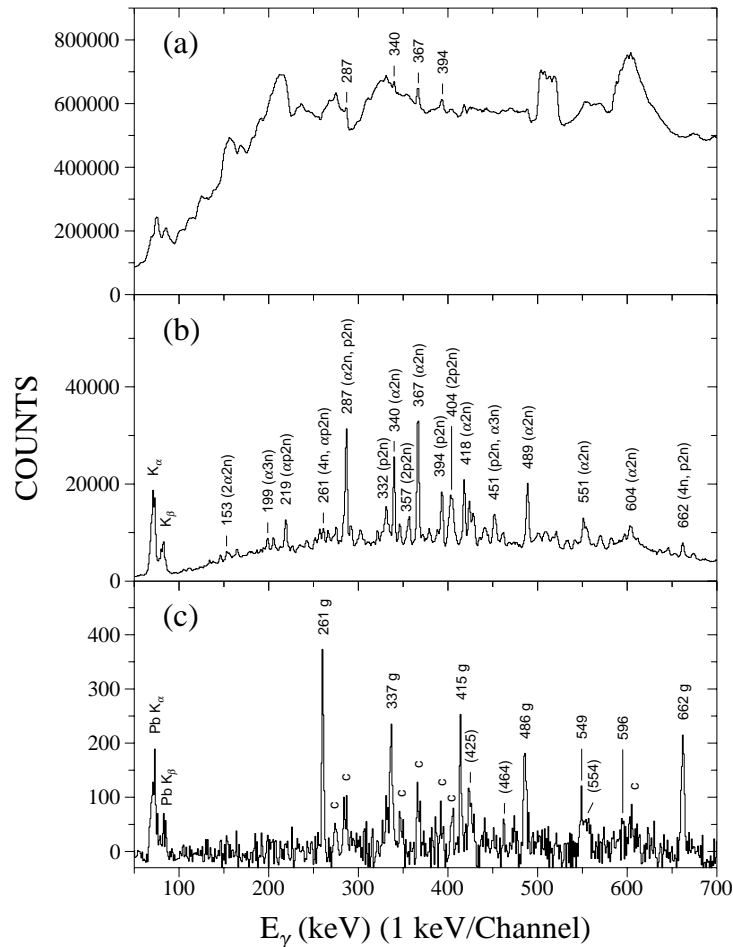 COUNTS
(a)
800000
600000
400000
200000
0
287
340
367
394
(b)
40000
20000
0
Kα
Kβ
153 (2α2n)
199 (α3n)
219 (αp2n)
261 (4n, αp2n)
287 (α2n, p2n)
332 (p2n)
340 (α2n)
357 (2p2n)
367 (α2n)
394 (p2n)
404 (2p2n)
418 (α2n)
451 (p2n, α3n)
489 (α2n)
551 (α2n)
604 (α2n)
662 (4n, p2n)
(c)
400
300
200
100
0
Pb Kα
Pb Kβ
261 g
c
c
337 g
c
c
c
c
415 g
(425)
(464)
486 g
549
(554)
596
c
662 g
100 200 300 400 500 600 700
Eγ (keV) (1 keV/Channel)